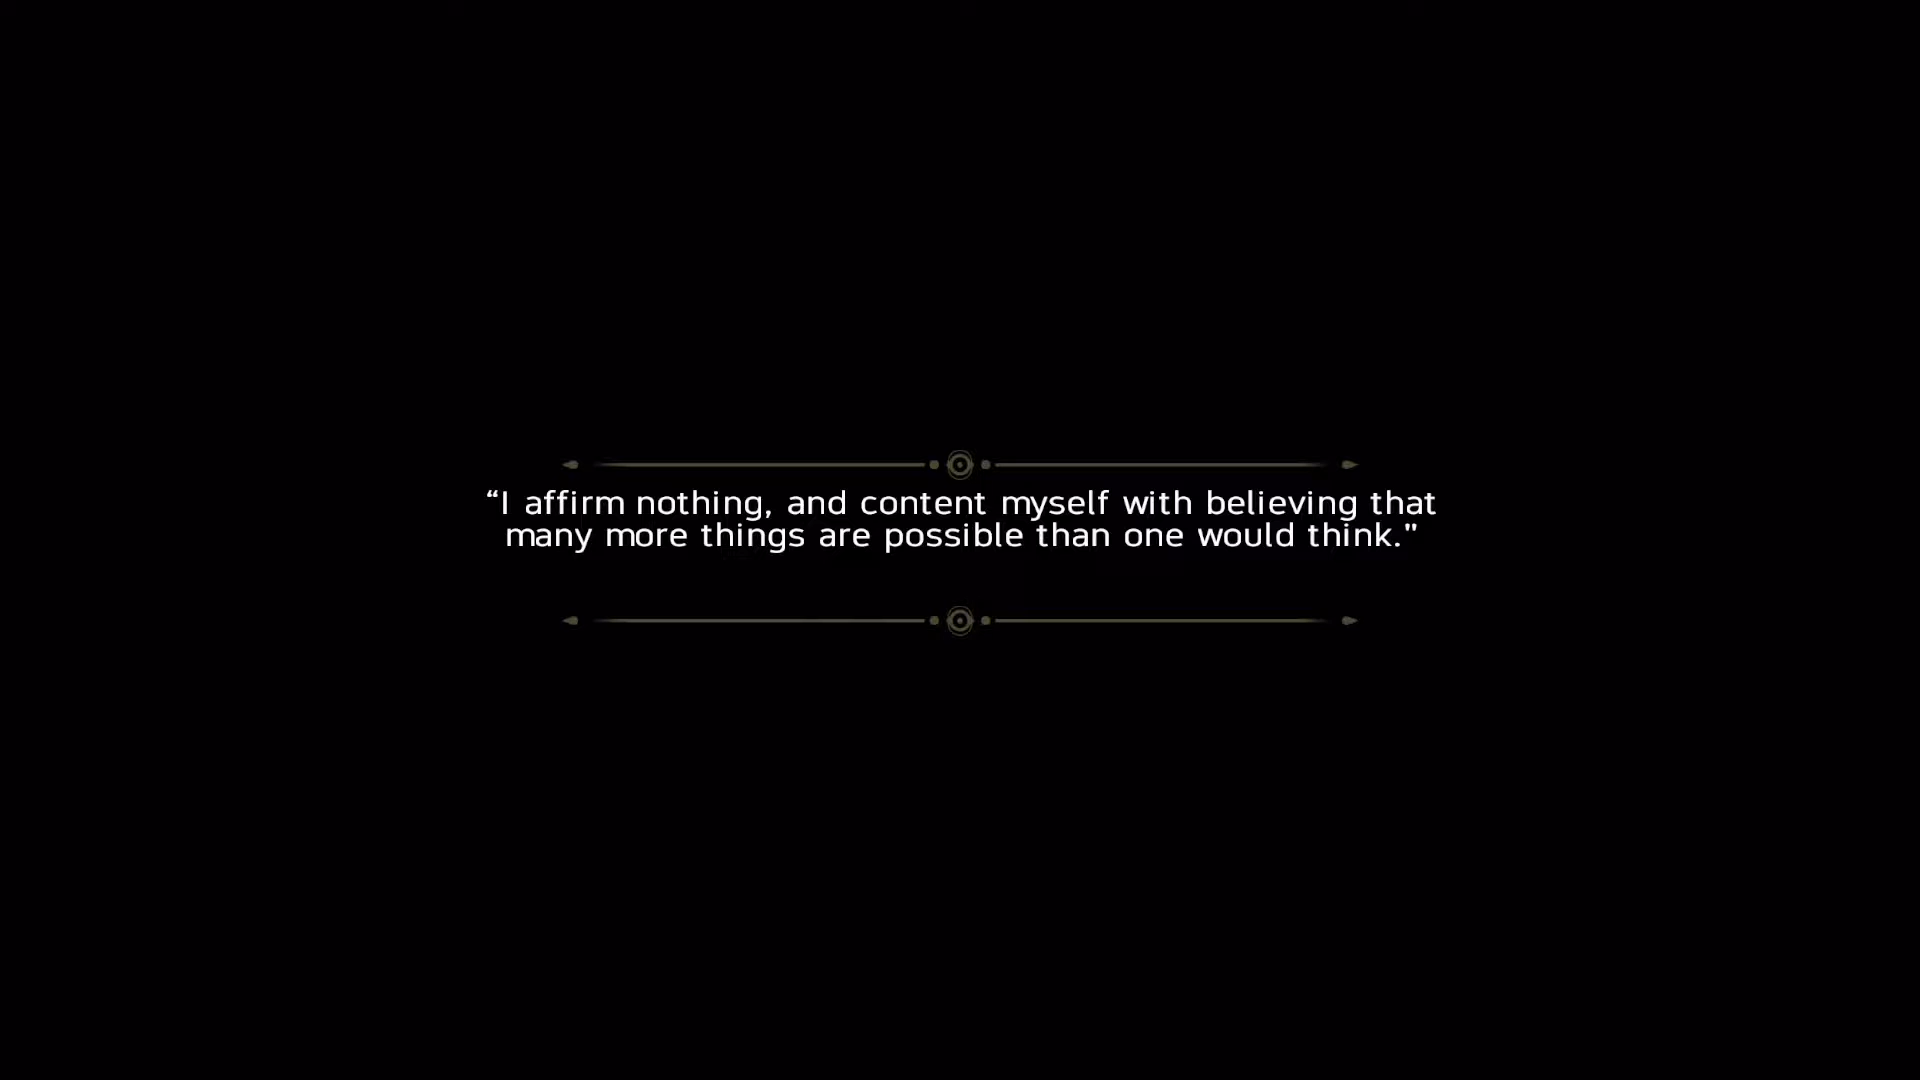 “I affirm nothing, and content myself with believing that
many more things are possible than one would think."